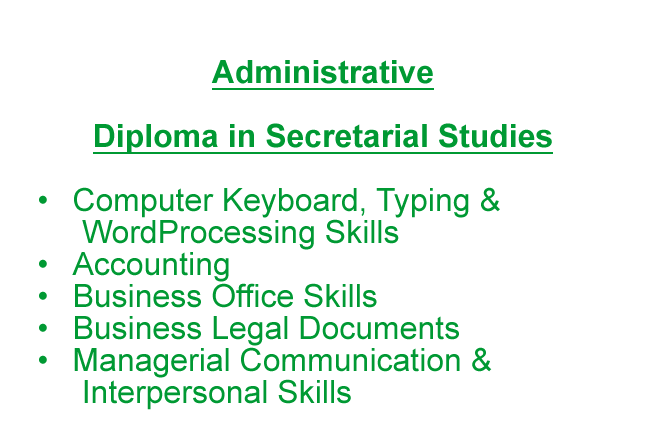 Administrative
Diploma in Secretarial Studies
• Computer Keyboard, Typing &
WordProcessing Skills
• Accounting
• Business Office Skills
• Business Legal Documents
• Managerial Communication &
Interpersonal Skills